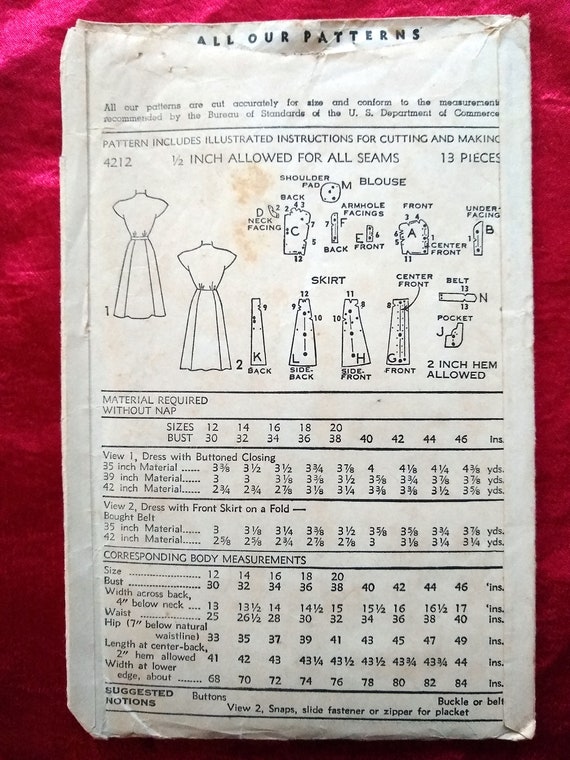 ALL OUR PATTERNS
All our patterns are cut accurately for size and conform to the measurements
recommended by the Bureau of Standards of the U. S. Department of Commerce
PATTERN INCLUDES ILLUSTRATED INSTRUCTIONS FOR CUTTING AND MAKING
4212 ½ INCH ALLOWED FOR ALL SEAMS 13 PIECES
SHOULDER PAD M BLOUSE
BACK ARMHOLE FACINGS FRONT UNDER-FACING
D NECK FACING C F BACK E FRONT A CENTER FRONT B
SKIRT CENTER FRONT BELT
N
POCKET
J
1 2 K BACK L SIDE-BACK H SIDE-FRONT G FRONT
2 INCH HEM ALLOWED
MATERIAL REQUIRED
WITHOUT NAP
SIZES 12 14 16 18 20
BUST 30 32 34 36 38 40 42 44 46 Ins.
View 1, Dress with Buttoned Closing
35 inch Material...... 3⅜ 3½ 3½ 3¾ 3⅞ 4 4⅛ 4¼ 4⅜ yds.
39 inch Material...... 3 3 3⅛ 3⅜ 3½ 3⅝ 3¾ 3⅞ 3⅞ yds.
42 inch Material...... 2¾ 2¾ 2⅞ 3⅛ 3¼ 3⅜ 3½ 3½ 3⅝ yds.
View 2, Dress with Front Skirt on a Fold —
Bought Belt
35 inch Material...... 3 3⅛ 3¼ 3⅜ 3½ 3⅝ 3¾ 3¾ 3⅞ yds.
42 inch Material...... 2⅝ 2⅝ 2¾ 2⅞ 2⅞ 3 3⅛ 3¼ 3¼ yds.
CORRESPONDING BODY MEASUREMENTS
Size 12 14 16 18 20
Bust 30 32 34 36 38 40 42 44 46 Ins.
Width across back,
4" below neck .... 13 13½ 14 14½ 15 15½ 16 16½ 17 Ins.
Waist 25 26½ 28 30 32 34 36 38 40 Ins.
Hip (7" below natural
waistline) 33 35 37 39 41 43 45 47 49 Ins.
Length at center-back,
2" hem allowed 41 42 43 43¼ 43½ 43½ 43¾ 43¾ 44 Ins.
Width at lower
edge, about ....... 68 70 72 74 76 78 80 82 84 Ins.
SUGGESTED NOTIONS Buttons Buckle or belt
View 2, Snaps, slide fastener or zipper for placket